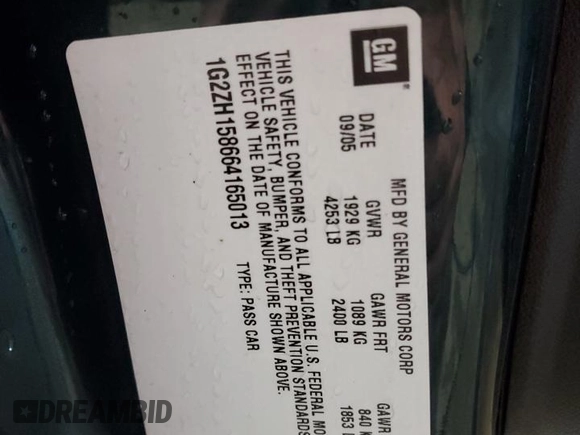 GM
®
MFD BY GENERAL MOTORS CORP
DATE GVWR GAWR FRT GAWR
09/05 1929 KG 1089 KG 840 K
4253 LB 2400 LB 1853 L
THIS VEHICLE CONFORMS TO ALL APPLICABLE U.S. FEDERAL MO
VEHICLE SAFETY, BUMPER, AND THEFT PREVENTION STANDARDS
EFFECT ON THE DATE OF MANUFACTURE SHOWN ABOVE.
1G2ZH158664165013 TYPE: PASS CAR
DREAMBID